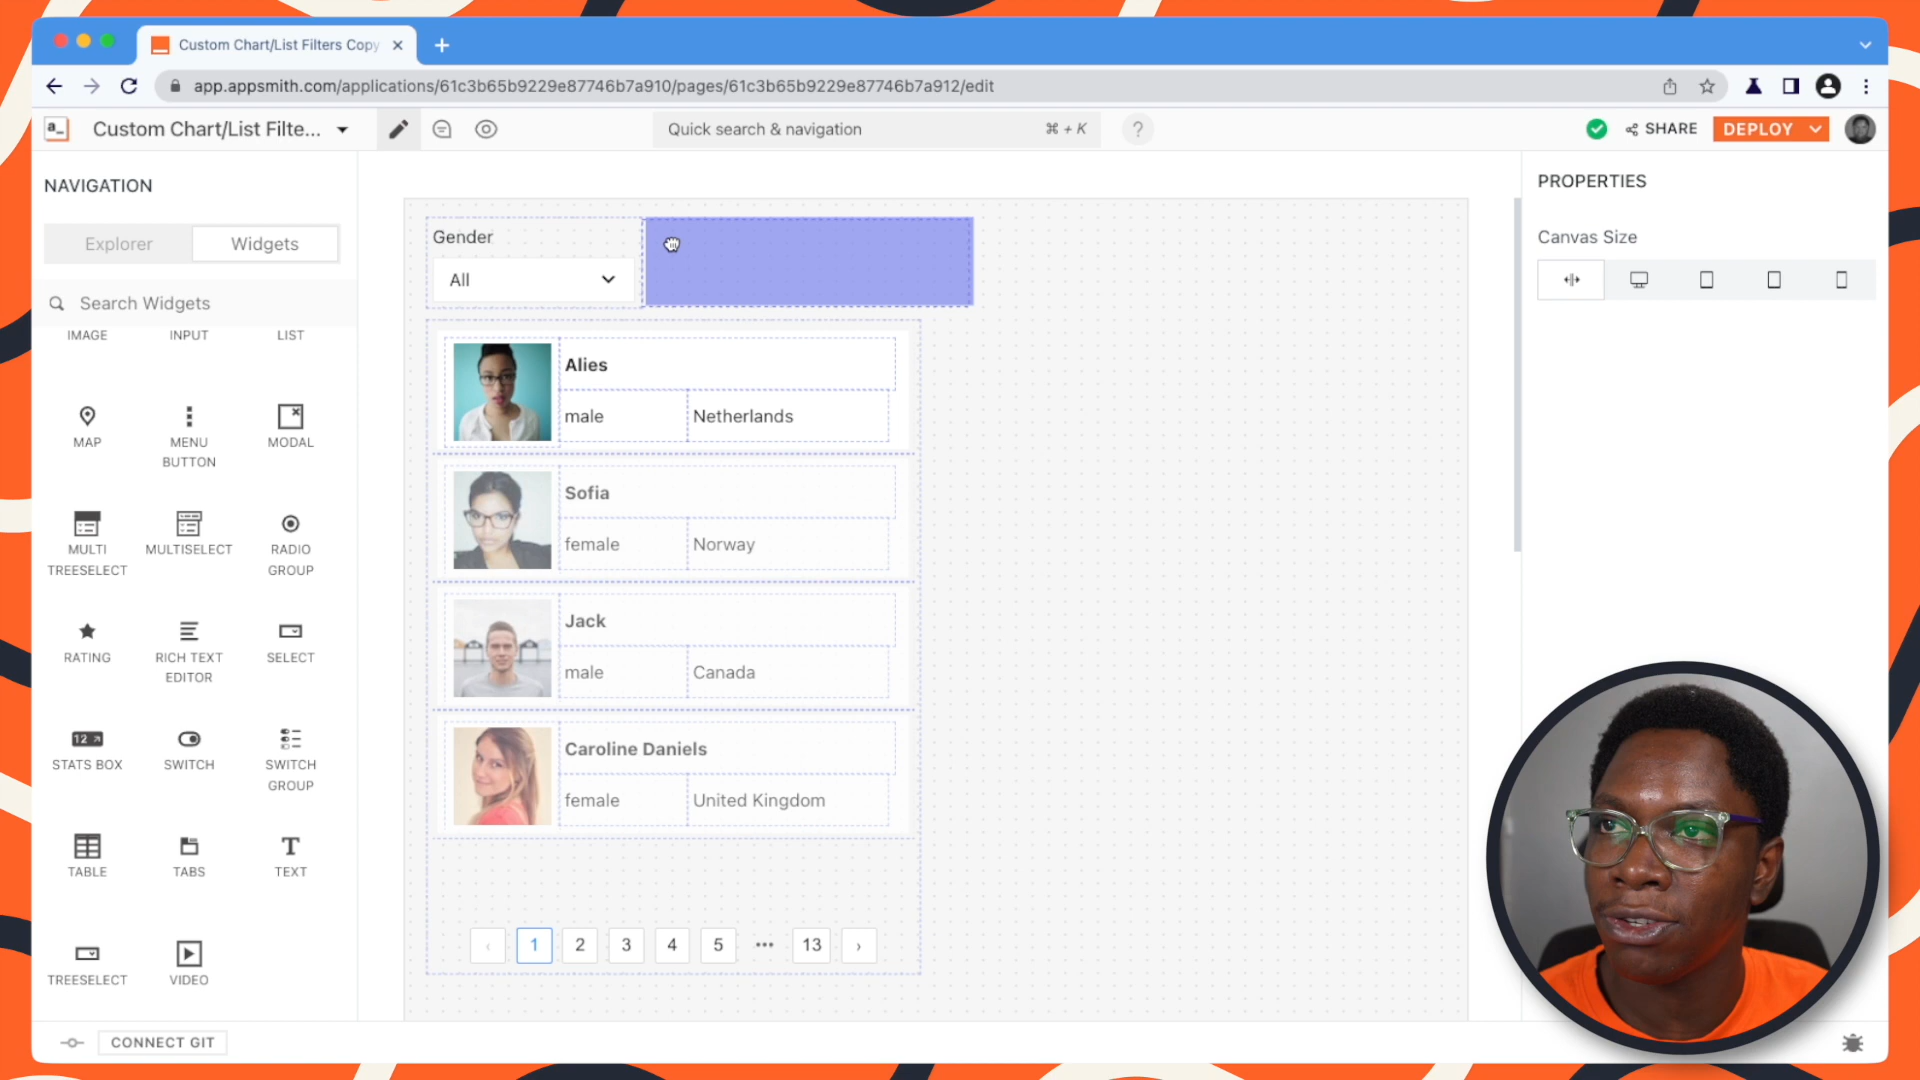 Custom Chart/List Filters Copy
app.appsmith.com/applications/61c3b65b9229e87746b7a910/pages/61c3b65b9229e87746b7a912/edit
a_
Custom Chart/List Filte...
Quick search & navigation
⌘ + K
?
SHARE
DEPLOY
NAVIGATION
Explorer
Widgets
Search Widgets
IMAGE
INPUT
LIST
MAP
MENU
BUTTON
MODAL
MULTI
TREESELECT
MULTISELECT
RADIO
GROUP
RATING
RICH TEXT
EDITOR
SELECT
12
STATS BOX
SWITCH
SWITCH
GROUP
TABLE
TABS
TEXT
TREESELECT
VIDEO
CONNECT GIT
Gender
All
Alies
male
Netherlands
Sofia
female
Norway
Jack
male
Canada
Caroline Daniels
female
United Kingdom
‹ 1 2 3 4 5 ••• 13 ›
PROPERTIES
Canvas Size